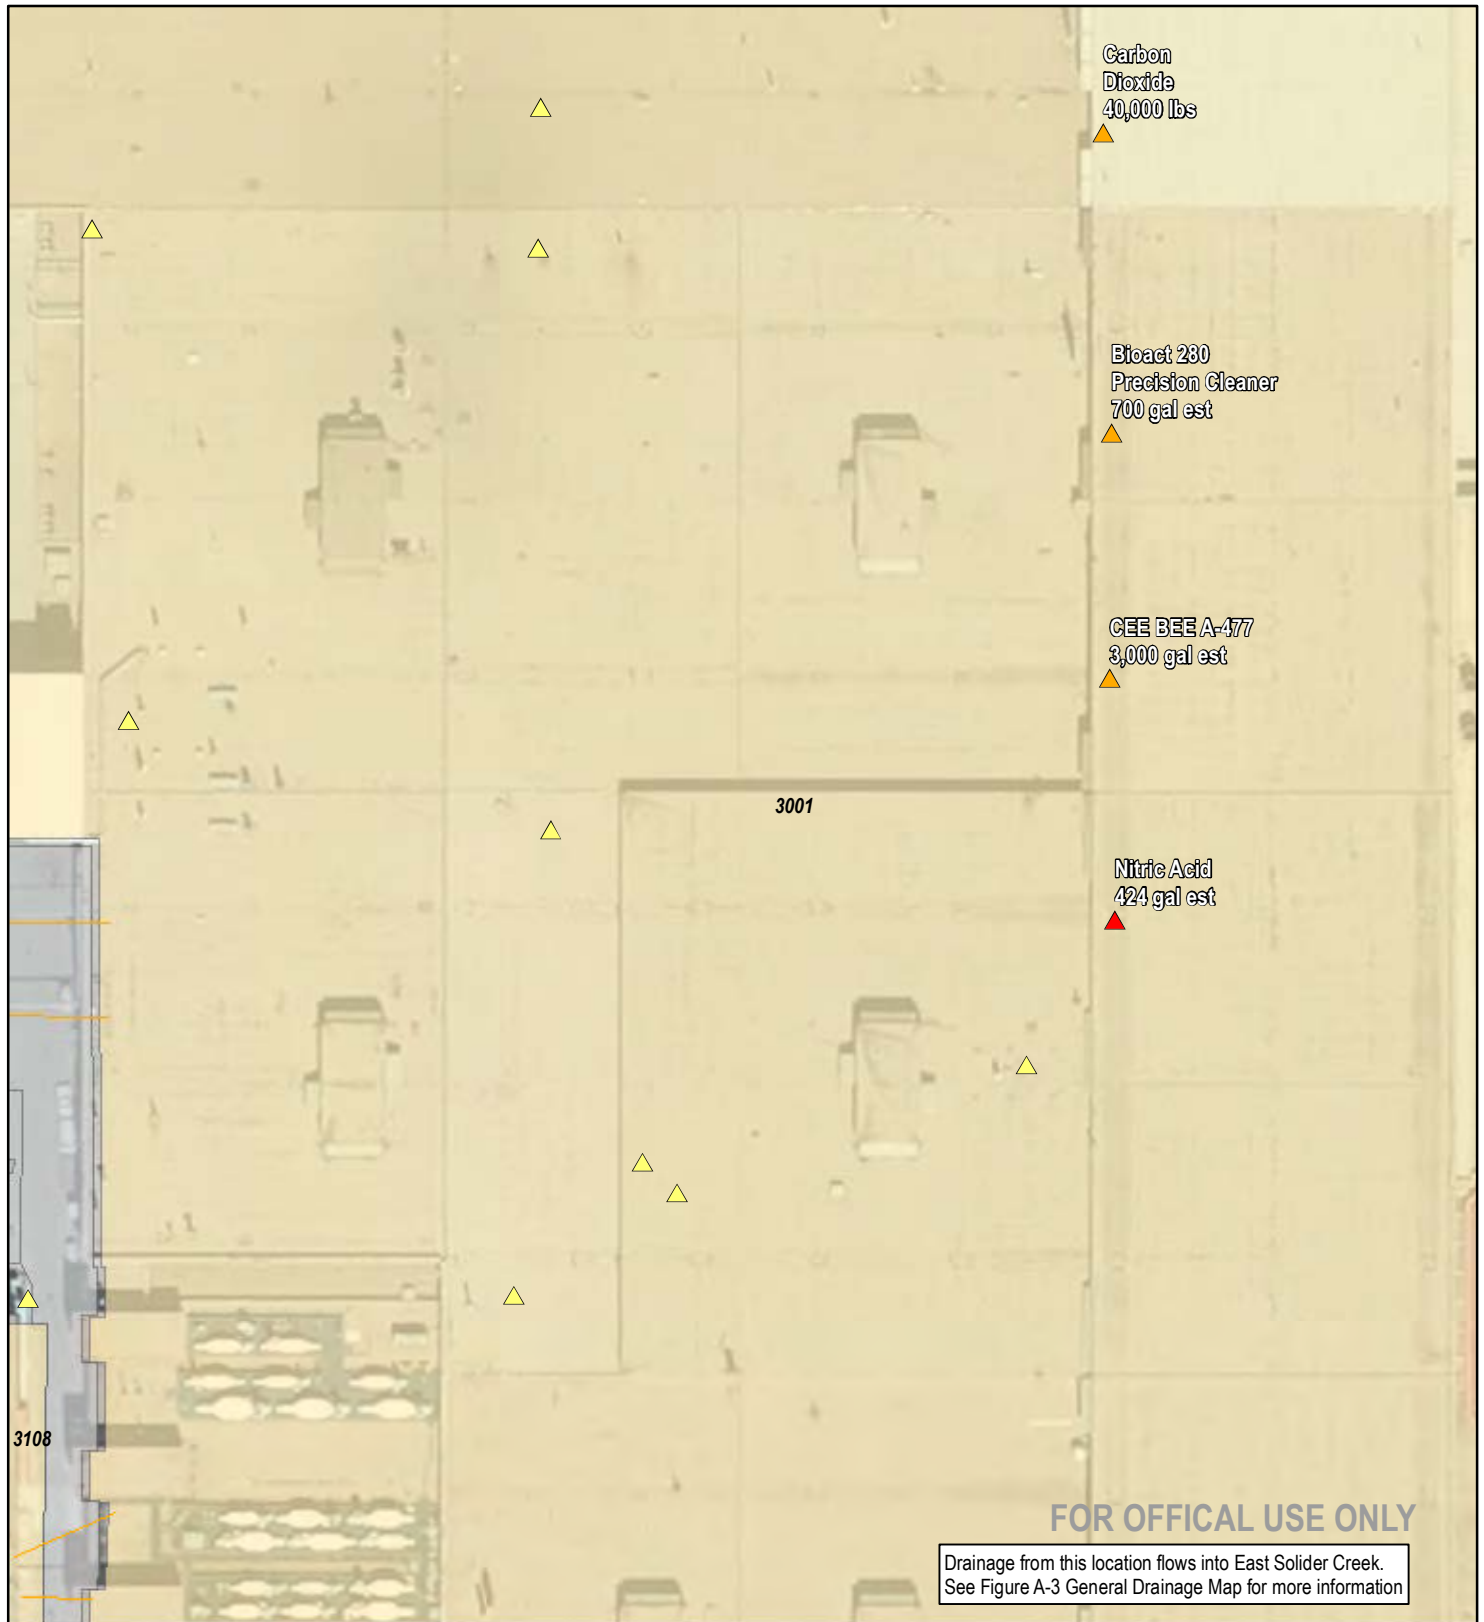 Carbon
Dioxide
40,000 lbs
Bioact 280
Precision Cleaner
700 gal est
CEE BEE A-477
3,000 gal est
3001
Nitric Acid
424 gal est
3108
FOR OFFICAL USE ONLY
Drainage from this location flows into East Solider Creek.
See Figure A-3 General Drainage Map for more information